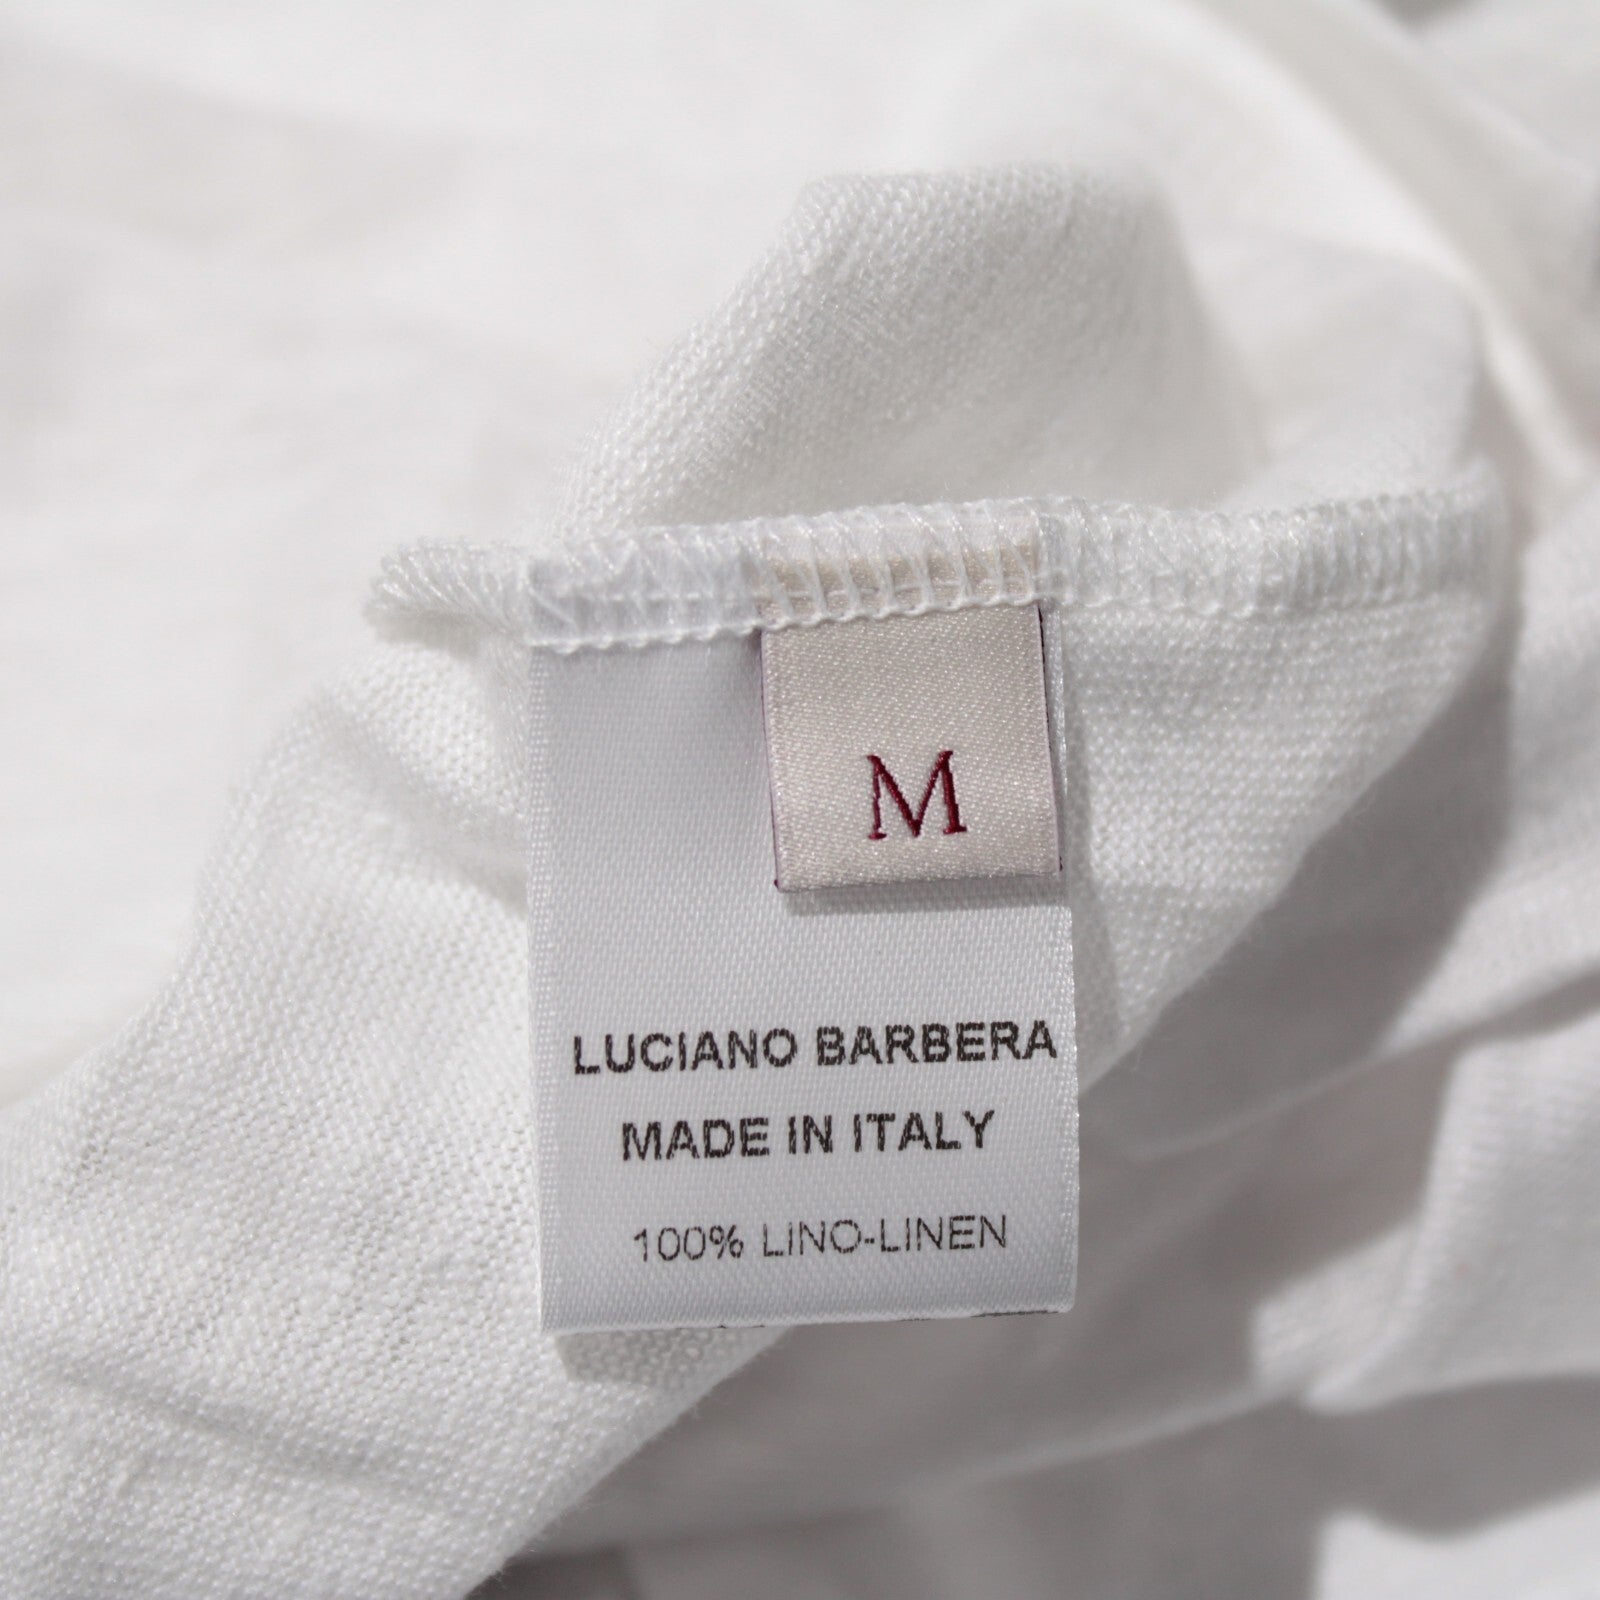 M
LUCIANO BARBERA
MADE IN ITALY
100% LINO-LINEN